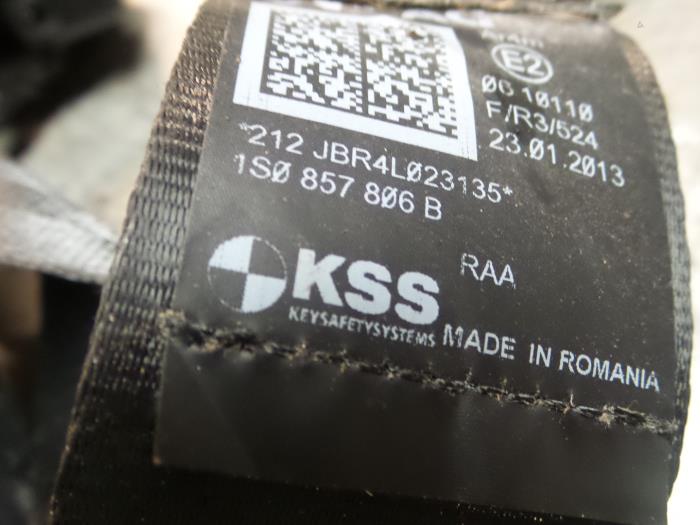 Ar4m
E2
06 10110
F/R3/524
23.01.2013
*212 JBR4L023135*
1S0 857 806 B
KSS
RAA
KEYSAFETYSYSTEMS
MADE IN ROMANIA